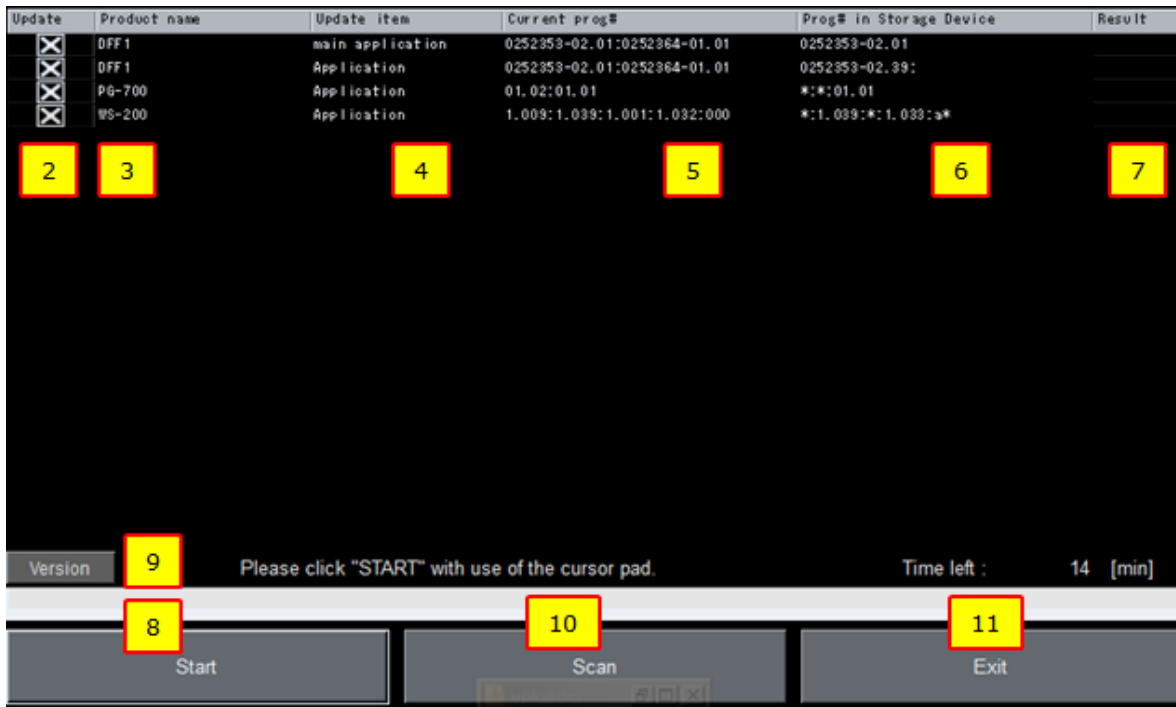 Update Product name Update item Current prog# Prog# in Storage Device Result
DFF1 main application 0252353-02.01:0252364-01.01 0252353-02.01
DFF1 Application 0252353-02.01:0252364-01.01 0252353-02.39:
PG-700 Application 01.02:01.01 *:*:01.01
WS-200 Application 1.009:1.039:1.001:1.032:000 *:1.039:*:1.033:a*
2 3 4 5 6 7
Version 9 Please click "START" with use of the cursor pad. Time left : 14 [min]
8 10 11
Start Scan Exit